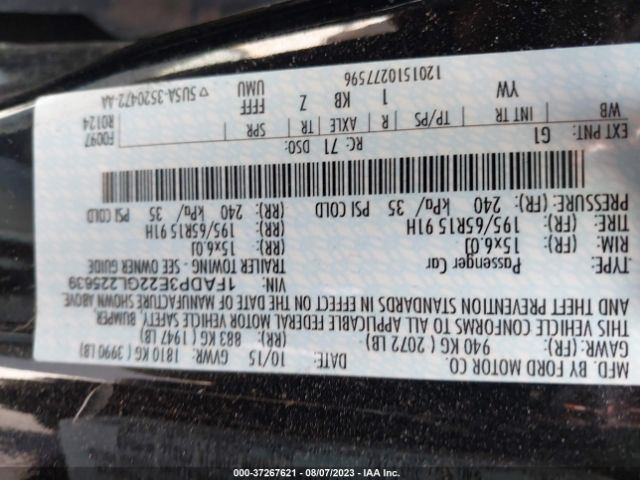 MFD. BY FORD MOTOR CO.
DATE: 10/15 GVWR: 1810 KG ( 3990 LB)
GAWR: (FR): 940 KG ( 2072 LB) (RR): 883 KG ( 1947 LB)
THIS VEHICLE CONFORMS TO ALL APPLICABLE FEDERAL MOTOR VEHICLE SAFETY, BUMPER,
AND THEFT PREVENTION STANDARDS IN EFFECT ON THE DATE OF MANUFACTURE SHOWN ABOVE
VIN: 1FADP3E22GL225639
TYPE: Passenger Car TRAILER TOWING - SEE OWNER GUIDE
RIM: (FR) 15x6.0J (RR): 15x6.0J
TIRE: (FR) 195/65R15 91H (RR): 195/65R15 91H
PRESSURE: (FR): 240 kPa/ 35 PSI COLD (RR): 240 kPa/ 35 PSI COLD
EXT PNT: G1 RC: 71 DSO: F0097
WB INT TR TP/PS R AXLE TR SPR R0124
YW 1 KB Z FFF
UMU
1201510277596 ▽ 5USA-3520472-AA
000-37267621 - 08/07/2023 - IAA Inc.